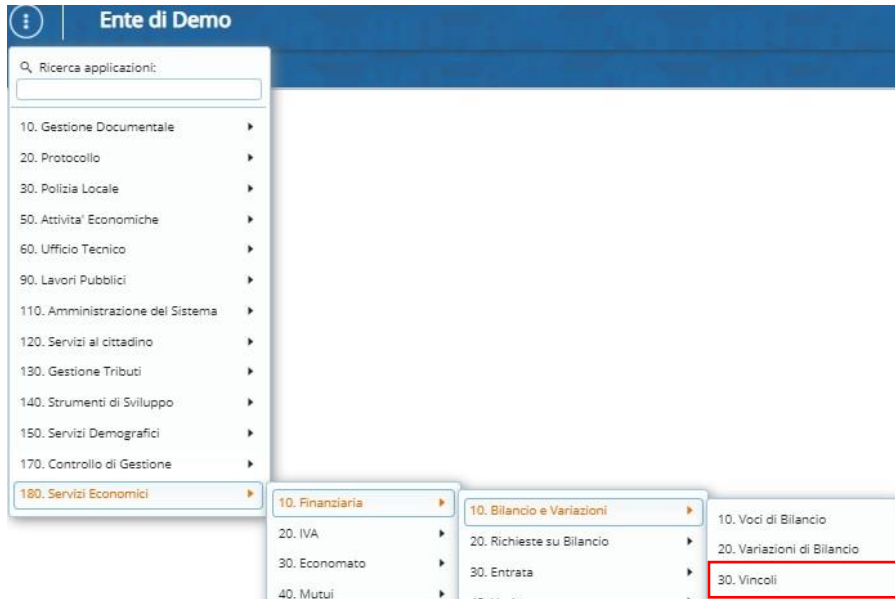 Ente di Demo
Ricerca applicazioni:
10. Gestione Documentale
20. Protocollo
30. Polizia Locale
50. Attivita' Economiche
60. Ufficio Tecnico
90. Lavori Pubblici
110. Amministrazione del Sistema
120. Servizi al cittadino
130. Gestione Tributi
140. Strumenti di Sviluppo
150. Servizi Demografici
170. Controllo di Gestione
180. Servizi Economici
10. Finanziaria
20. IVA
30. Economato
40. Mutui
10. Bilancio e Variazioni
20. Richieste su Bilancio
30. Entrata
10. Voci di Bilancio
20. Variazioni di Bilancio
30. Vincoli